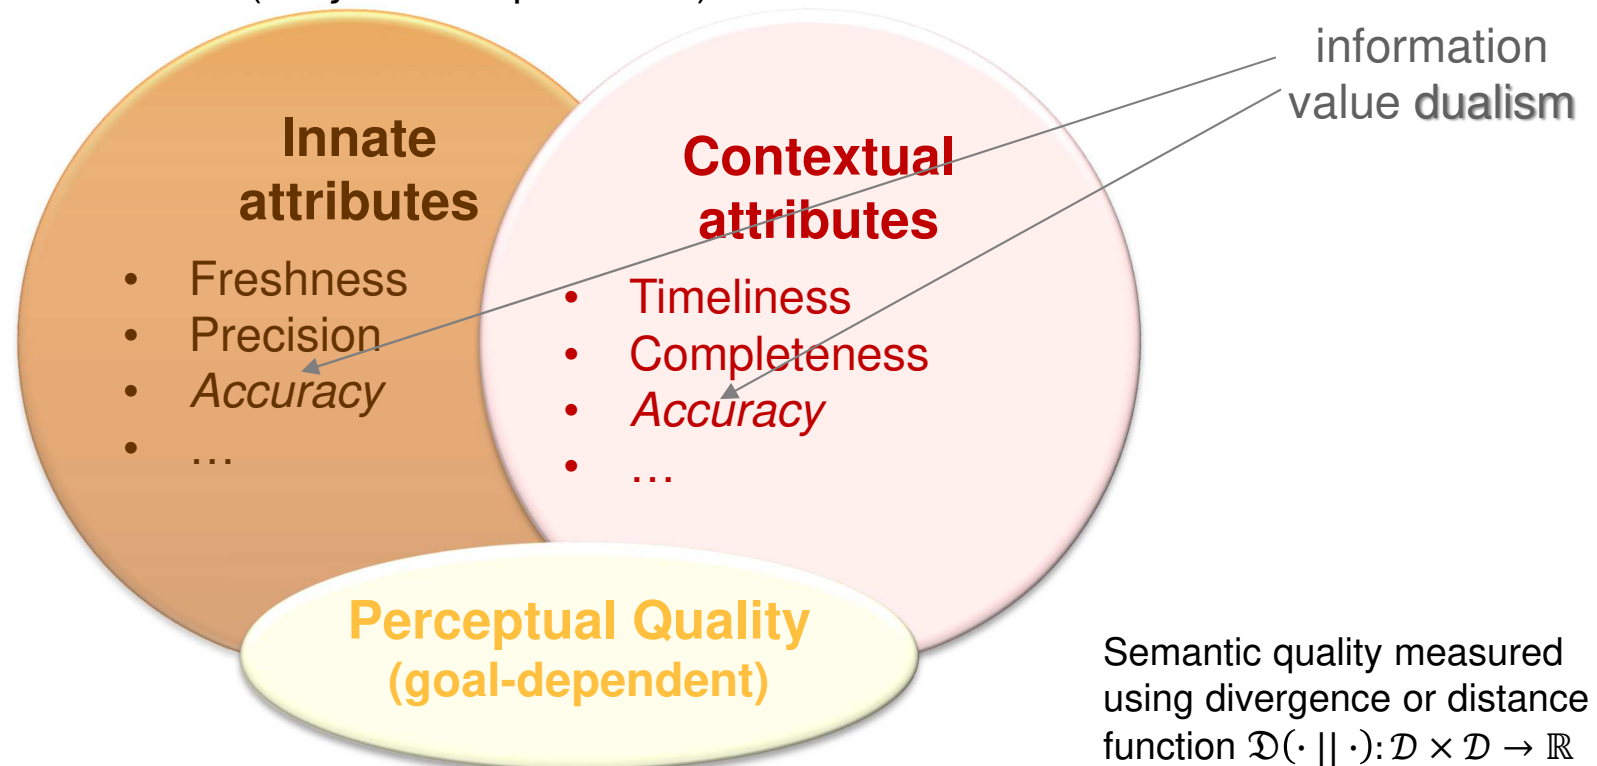 information
value dualism
Innate
attributes
• Freshness
• Precision
• Accuracy
• …
Contextual
attributes
• Timeliness
• Completeness
• Accuracy
• …
Perceptual Quality
(goal-dependent)
Semantic quality measured
using divergence or distance
function 𝔇(· || ·): 𝒟 × 𝒟 → ℝ